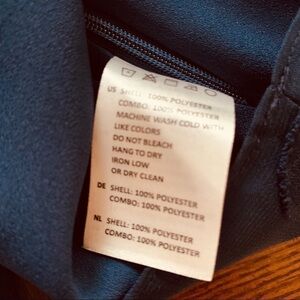 US SHELL: 100% POLYESTER
COMBO: 100% POLYESTER
MACHINE WASH COLD WITH
LIKE COLORS
DO NOT BLEACH
HANG TO DRY
IRON LOW
OR DRY CLEAN
DE SHELL: 100% POLYESTER
COMBO: 100% POLYESTER
NL SHELL: 100% POLYESTER
COMBO: 100% POLYESTER